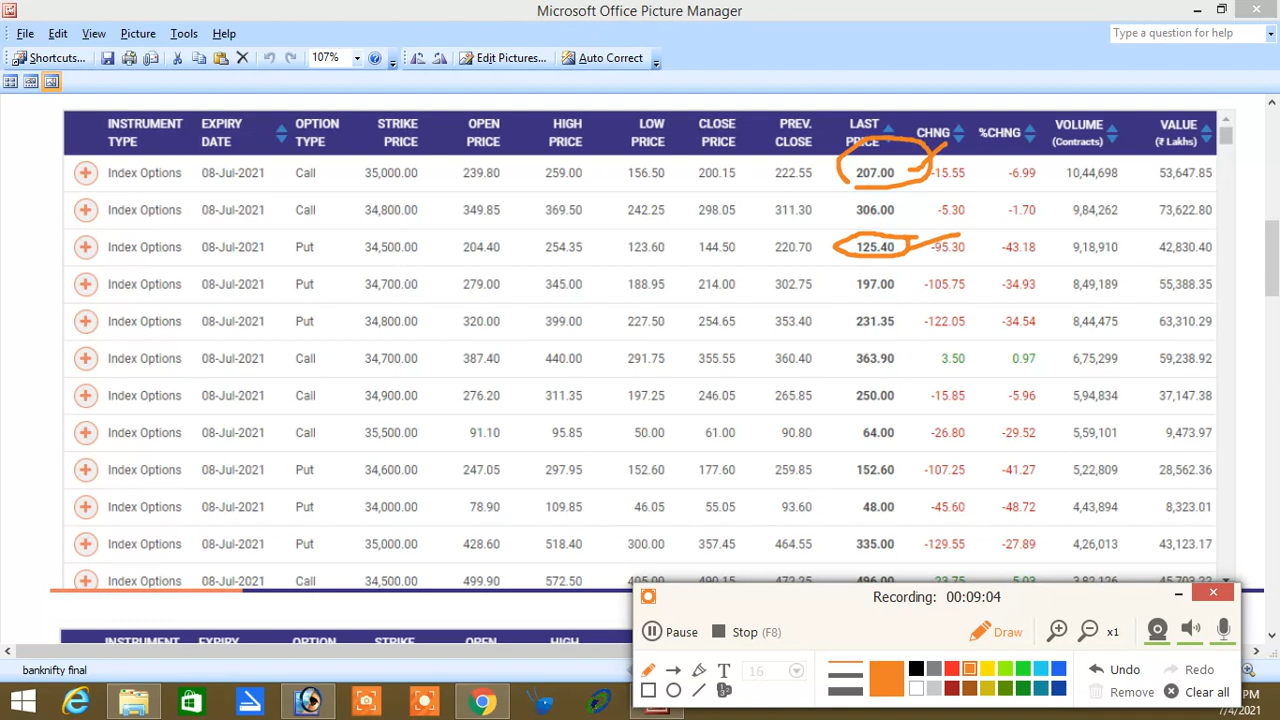 Microsoft Office Picture Manager
File Edit View Picture Tools Help
Type a question for help
Shortcuts... 107% Edit Pictures... Auto Correct
INSTRUMENT TYPE EXPIRY DATE OPTION TYPE STRIKE PRICE OPEN PRICE HIGH PRICE LOW PRICE CLOSE PRICE PREV. CLOSE LAST PRICE CHNG %CHNG VOLUME (Contracts) VALUE (₹ Lakhs)
Index Options 08-Jul-2021 Call 35,000.00 239.80 259.00 156.50 200.15 222.55 207.00 -15.55 -6.99 10,44,698 53,647.85
Index Options 08-Jul-2021 Call 34,800.00 349.85 369.50 242.25 298.05 311.30 306.00 -5.30 -1.70 9,84,262 73,622.80
Index Options 08-Jul-2021 Put 34,500.00 204.40 254.35 123.60 144.50 220.70 125.40 -95.30 -43.18 9,18,910 42,830.40
Index Options 08-Jul-2021 Put 34,700.00 279.00 345.00 188.95 214.00 302.75 197.00 -105.75 -34.93 8,49,189 55,388.35
Index Options 08-Jul-2021 Put 34,800.00 320.00 399.00 227.50 254.65 353.40 231.35 -122.05 -34.54 8,44,475 63,310.29
Index Options 08-Jul-2021 Call 34,700.00 387.40 440.00 291.75 355.55 360.40 363.90 3.50 0.97 6,75,299 59,238.92
Index Options 08-Jul-2021 Call 34,900.00 276.20 311.35 197.25 246.05 265.85 250.00 -15.85 -5.96 5,94,834 37,147.38
Index Options 08-Jul-2021 Call 35,500.00 91.10 95.85 50.00 61.00 90.80 64.00 -26.80 -29.52 5,59,101 9,473.97
Index Options 08-Jul-2021 Put 34,600.00 247.05 297.95 152.60 177.60 259.85 152.60 -107.25 -41.27 5,22,809 28,562.36
Index Options 08-Jul-2021 Put 34,000.00 78.90 109.85 46.05 55.05 93.60 48.00 -45.60 -48.72 4,43,894 8,323.01
Index Options 08-Jul-2021 Put 35,000.00 428.60 518.40 300.00 357.45 464.55 335.00 -129.55 -27.89 4,26,013 43,123.17
Index Options 08-Jul-2021 Call 34,500.00 499.90 572.50
INSTRUMENT EXPIRY OPTION STRIKE OPEN HIGH
Recording: 00:09:04
Pause Stop (F8) Draw x1
T 16 Undo Redo
Remove Clear all
banknifty final
PM
7/4/2021